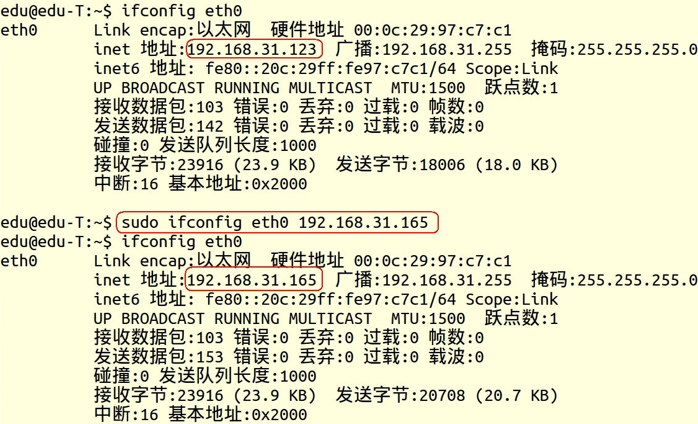 edu@edu-T:~$ ifconfig eth0
eth0      Link encap:以太网  硬件地址 00:0c:29:97:c7:c1
          inet 地址:192.168.31.123  广播:192.168.31.255  掩码:255.255.255.0
          inet6 地址: fe80::20c:29ff:fe97:c7c1/64 Scope:Link
          UP BROADCAST RUNNING MULTICAST  MTU:1500  跃点数:1
          接收数据包:103 错误:0 丢弃:0 过载:0 帧数:0
          发送数据包:142 错误:0 丢弃:0 过载:0 载波:0
          碰撞:0 发送队列长度:1000
          接收字节:23916 (23.9 KB)  发送字节:18006 (18.0 KB)
          中断:16 基本地址:0x2000
edu@edu-T:~$ sudo ifconfig eth0 192.168.31.165
edu@edu-T:~$ ifconfig eth0
eth0      Link encap:以太网  硬件地址 00:0c:29:97:c7:c1
          inet 地址:192.168.31.165  广播:192.168.31.255  掩码:255.255.255.0
          inet6 地址: fe80::20c:29ff:fe97:c7c1/64 Scope:Link
          UP BROADCAST RUNNING MULTICAST  MTU:1500  跃点数:1
          接收数据包:103 错误:0 丢弃:0 过载:0 帧数:0
          发送数据包:153 错误:0 丢弃:0 过载:0 载波:0
          碰撞:0 发送队列长度:1000
          接收字节:23916 (23.9 KB)  发送字节:20708 (20.7 KB)
          中断:16 基本地址:0x2000